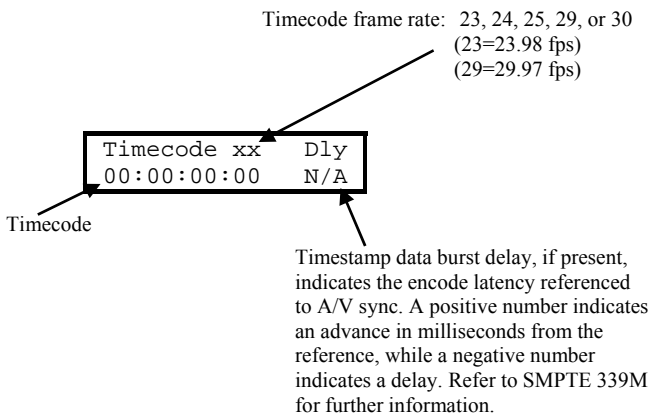 Timecode frame rate: 23, 24, 25, 29, or 30
(23=23.98 fps)
(29=29.97 fps)
Timecode xx Dly
00:00:00:00 N/A
Timecode
Timestamp data burst delay, if present,
indicates the encode latency referenced
to A/V sync. A positive number indicates
an advance in milliseconds from the
reference, while a negative number
indicates a delay. Refer to SMPTE 339M
for further information.